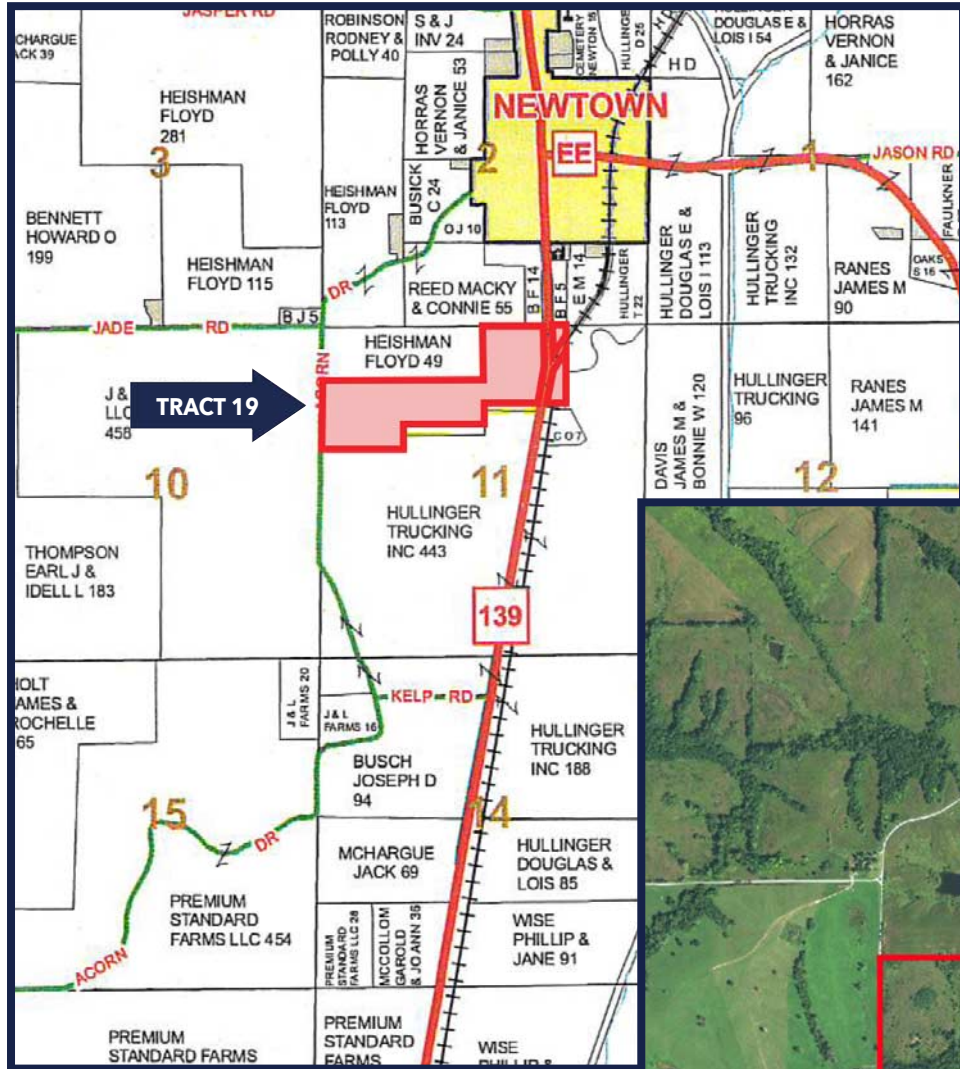 JASPER RD
ROBINSON
RODNEY &
POLLY 40
S & J
INV 24
CEMETERY
NEWTON 15
HULLINGER
D 25
DOUGLAS E &
LOIS I 54
HORRAS
VERNON
& JANICE
162
CHARGUE
ACK 39
HEISHMAN
FLOYD
281
HORRAS
VERNON
& JANICE 53
H D
NEWTOWN
3
2
EE
1
JASON RD
BENNETT
HOWARD O
199
HEISHMAN
FLOYD
113
BUSICK
C 24
O J 10
FAULKNER
HEISHMAN
FLOYD 115
DR
REED MACKY
& CONNIE 55
B F 14
B F 5
E M 14
HULLINGER
T 22
HULLINGER
DOUGLAS E &
LOIS I 113
HULLINGER
TRUCKING
INC 132
RANES
JAMES M
90
OAKS
S 16
B J 5
JADE RD
ACORN
HEISHMAN
FLOYD 49
J &
LLC
458
TRACT 19
C O 7
DAVIS
JAMES M &
BONNIE W 120
HULLINGER
TRUCKING
96
RANES
JAMES M
141
10
11
12
HULLINGER
TRUCKING
INC 443
THOMPSON
EARL J &
IDELL L 183
139
HOLT
JAMES &
ROCHELLE
65
J & L
FARMS 20
J & L
FARMS 16
KELP RD
HULLINGER
TRUCKING
INC 188
BUSCH
JOSEPH D
94
15
14
DR
MCHARGUE
JACK 69
HULLINGER
DOUGLAS &
LOIS 85
PREMIUM
STANDARD
FARMS LLC 454
PREMIUM
STANDARD
FARMS LLC 28
MCCOLLOM
GAROLD
& JO ANN 36
WISE
PHILLIP &
JANE 91
ACORN
PREMIUM
STANDARD FARMS
PREMIUM
STANDARD
FARMS
WISE
PHILLIP &